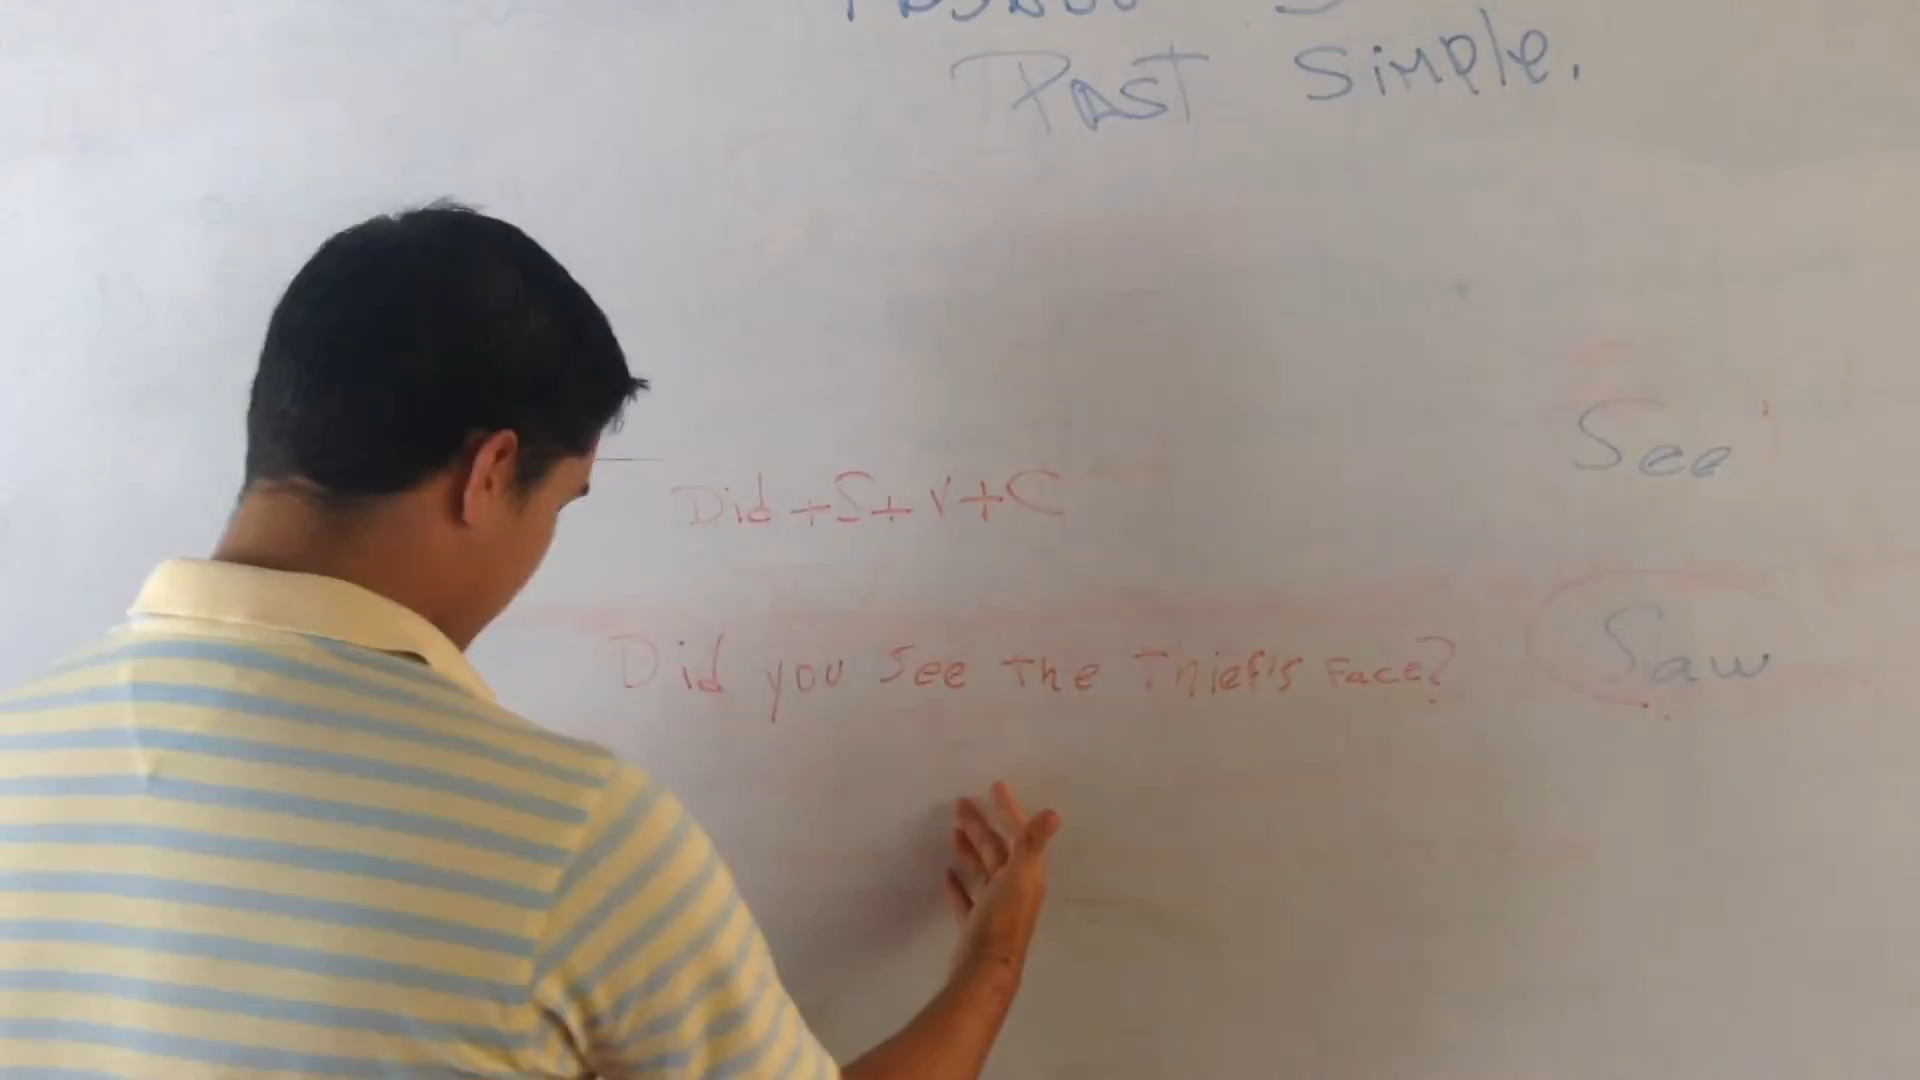 Past Simple.
See
Did + S + V + C
Did you see the Thief's Face?
Saw